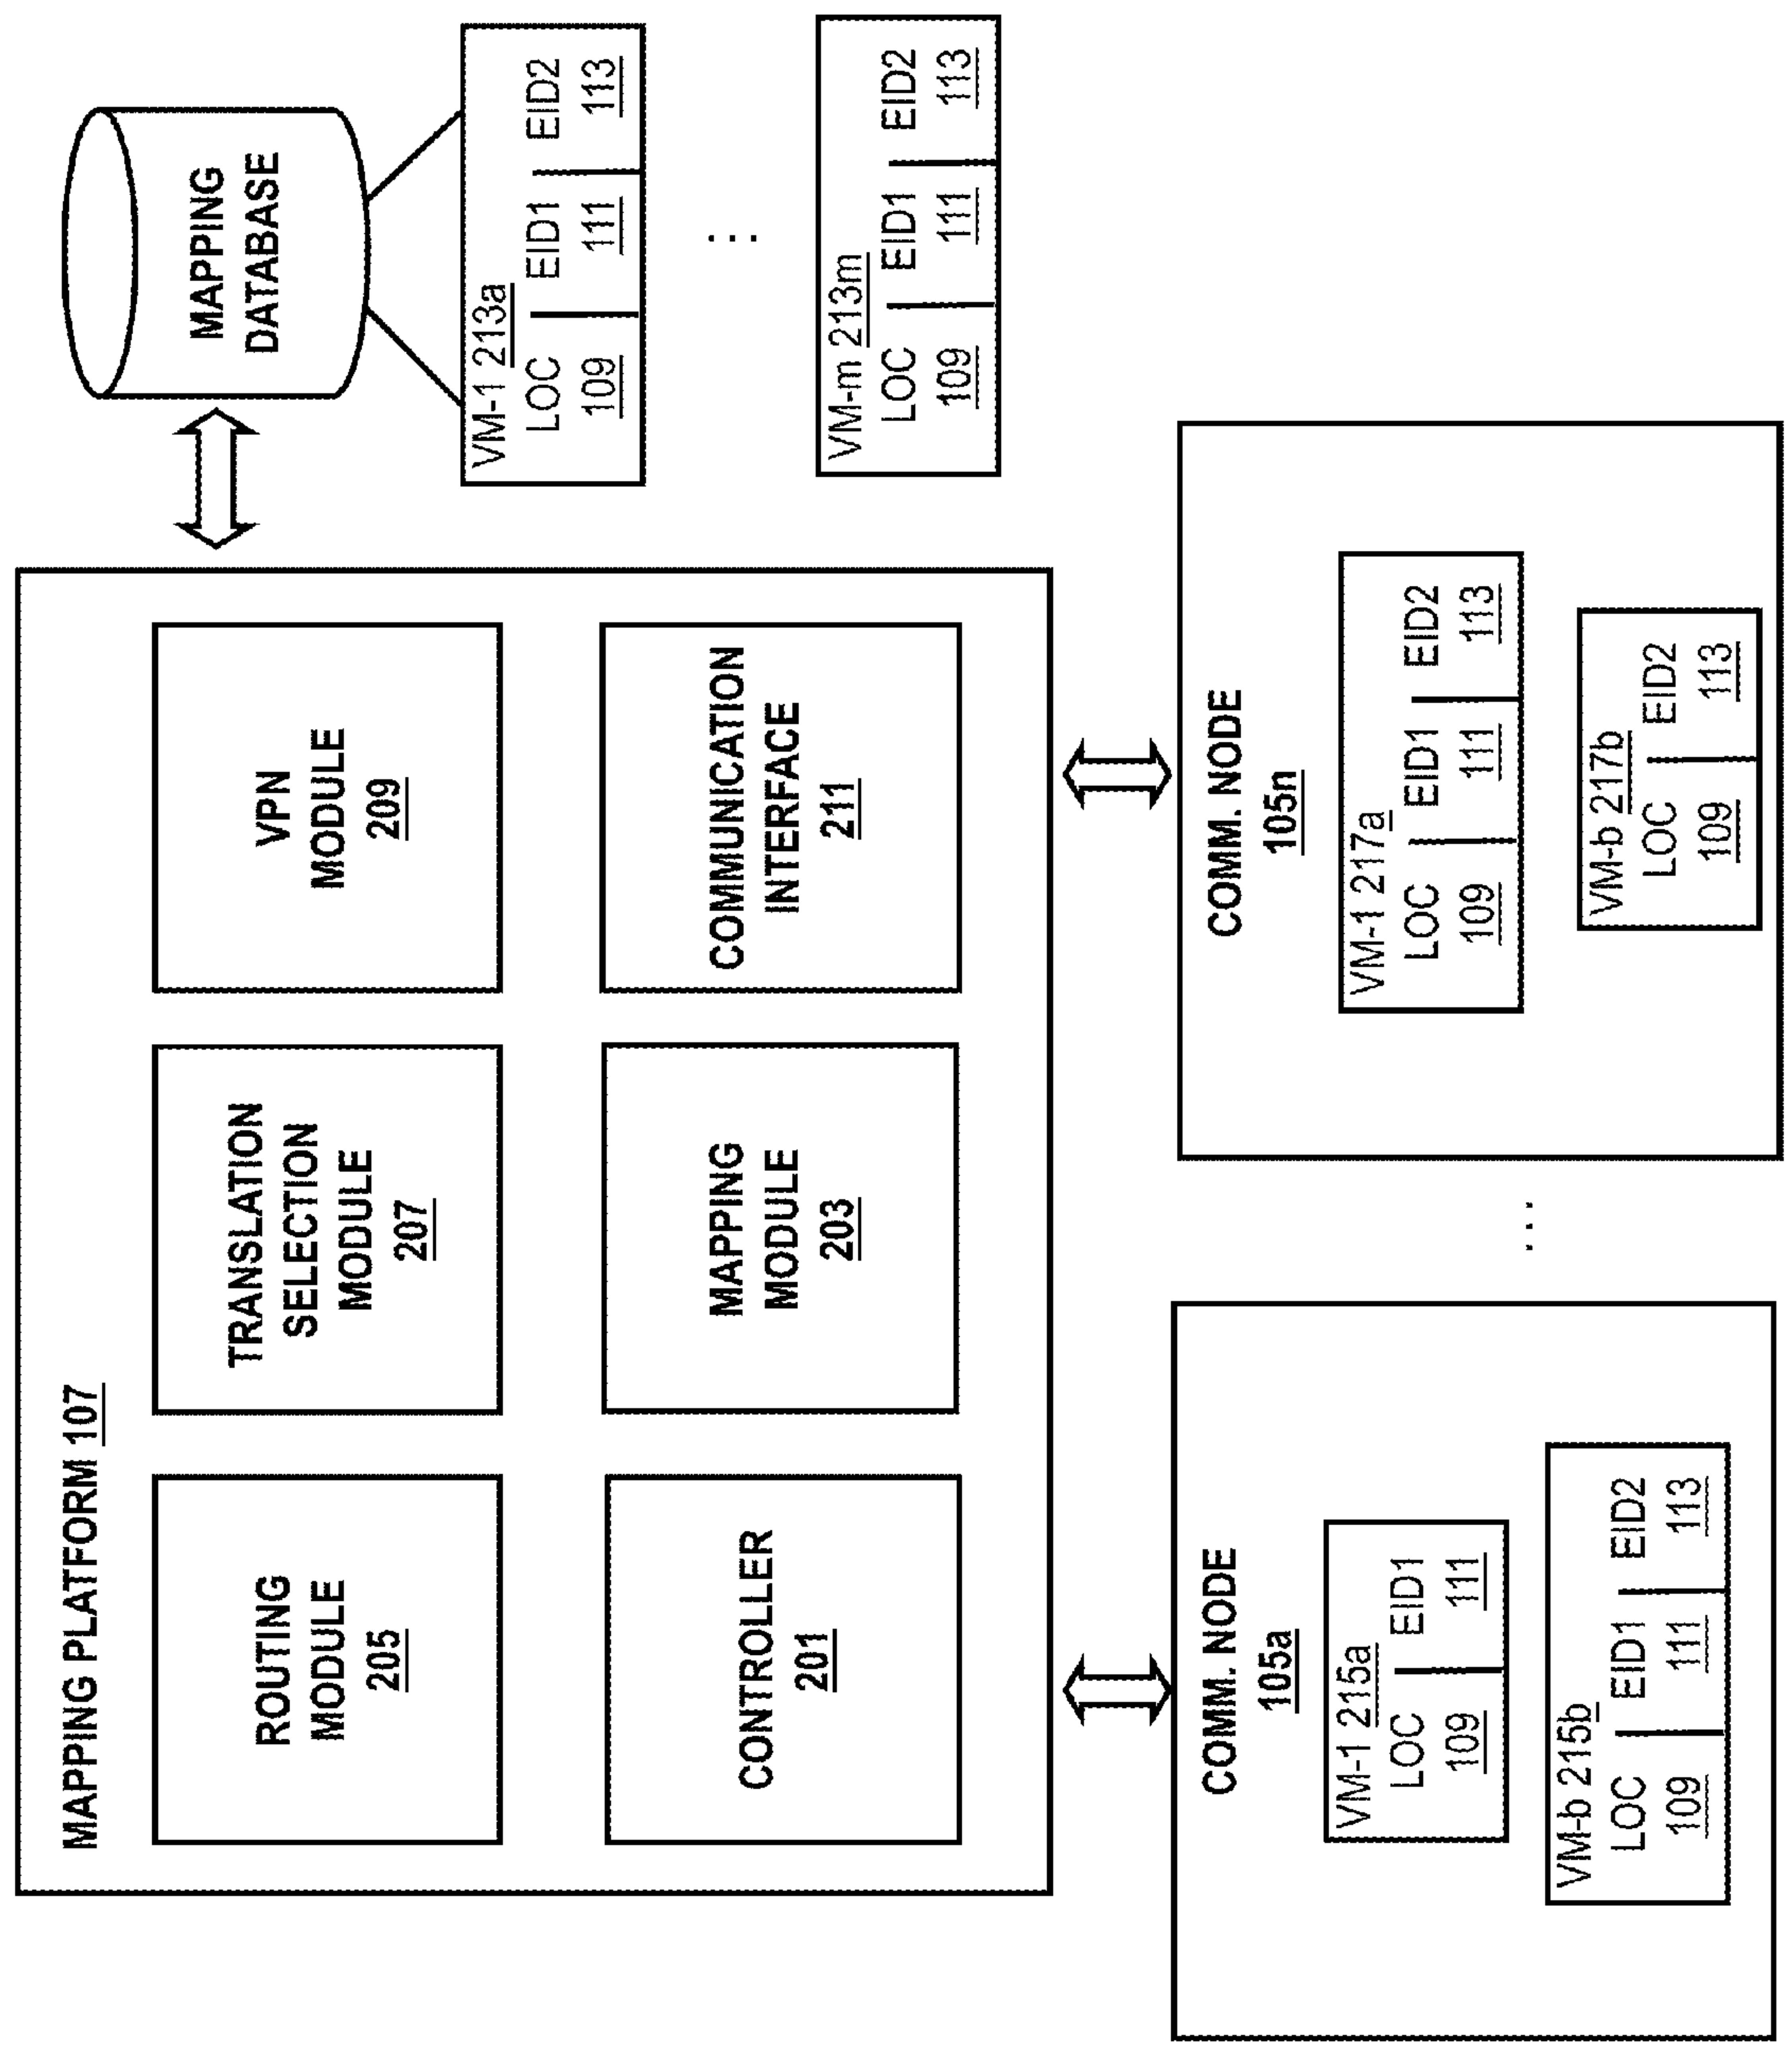 MAPPING PLATFORM 107
ROUTING
MODULE
205
TRANSLATION
SELECTION
MODULE
207
VPN
MODULE
209
CONTROLLER
201
MAPPING
MODULE
203
COMMUNICATION
INTERFACE
211
MAPPING
DATABASE
VM-1 213a
LOC EID1 EID2
109 111 113
...
VM-m 213m
LOC EID1 EID2
109 111 113
COMM. NODE
105a
VM-1 215a
LOC EID1
109 111
VM-b 215b
LOC EID1 EID2
109 111 113
...
COMM. NODE
105n
VM-1 217a
LOC EID1 EID2
109 111 113
VM-b 217b
LOC EID2
109 113